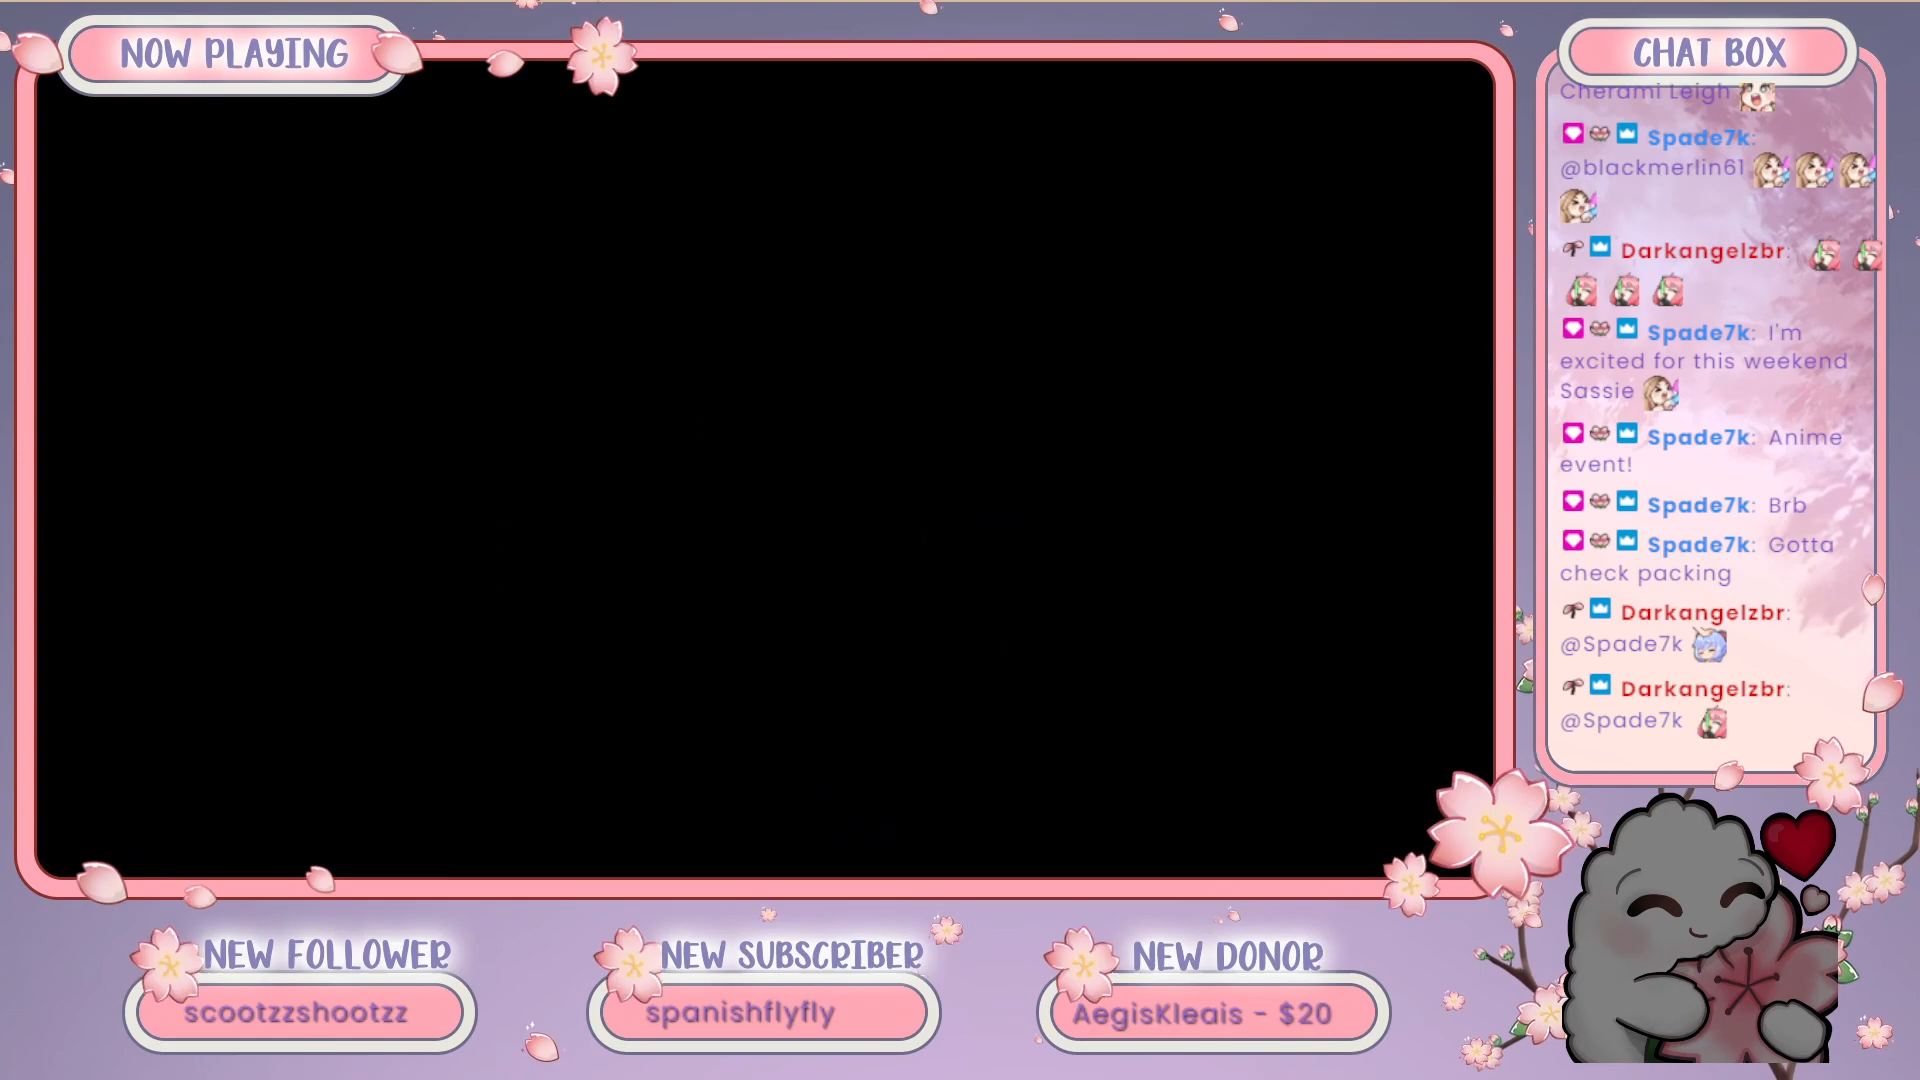 NOW PLAYING
CHAT BOX
Cherami Leigh
Spade7k:
@blackmerlin61
Darkangelzbr:
Spade7k: I'm
excited for this weekend
Sassie
Spade7k: Anime
event!
Spade7k: Brb
Spade7k: Gotta
check packing
Darkangelzbr:
@Spade7k
Darkangelzbr:
@Spade7k
NEW FOLLOWER
scootzzshootzz
NEW SUBSCRIBER
spanishflyfly
NEW DONOR
AegisKleais - $20